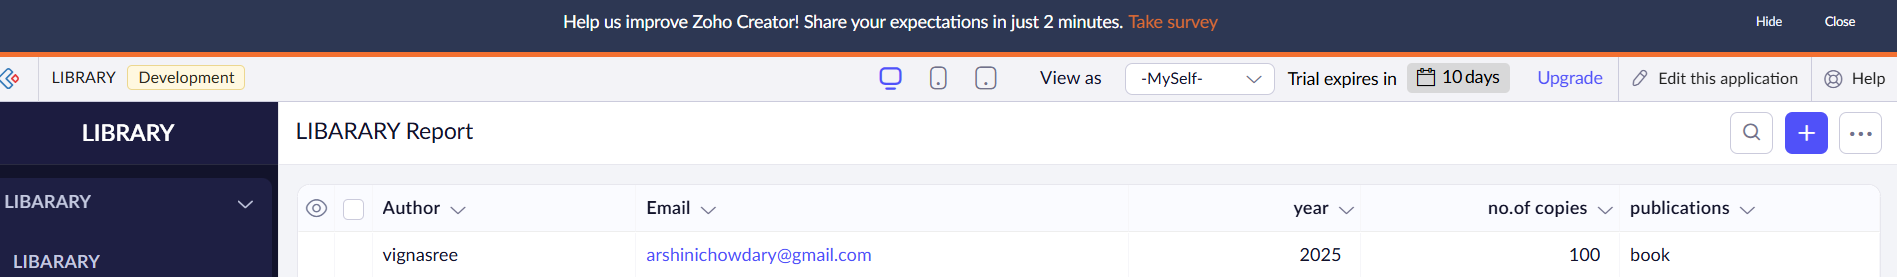 Help us improve Zoho Creator! Share your expectations in just 2 minutes. Take survey Hide Close
LIBRARY Development View as -MySelf- Trial expires in 10 days Upgrade Edit this application Help
LIBRARY
LIBARARY Report
LIBARARY
LIBARARY
Author Email year no.of copies publications
vignasree arshinichowdary@gmail.com 2025 100 book